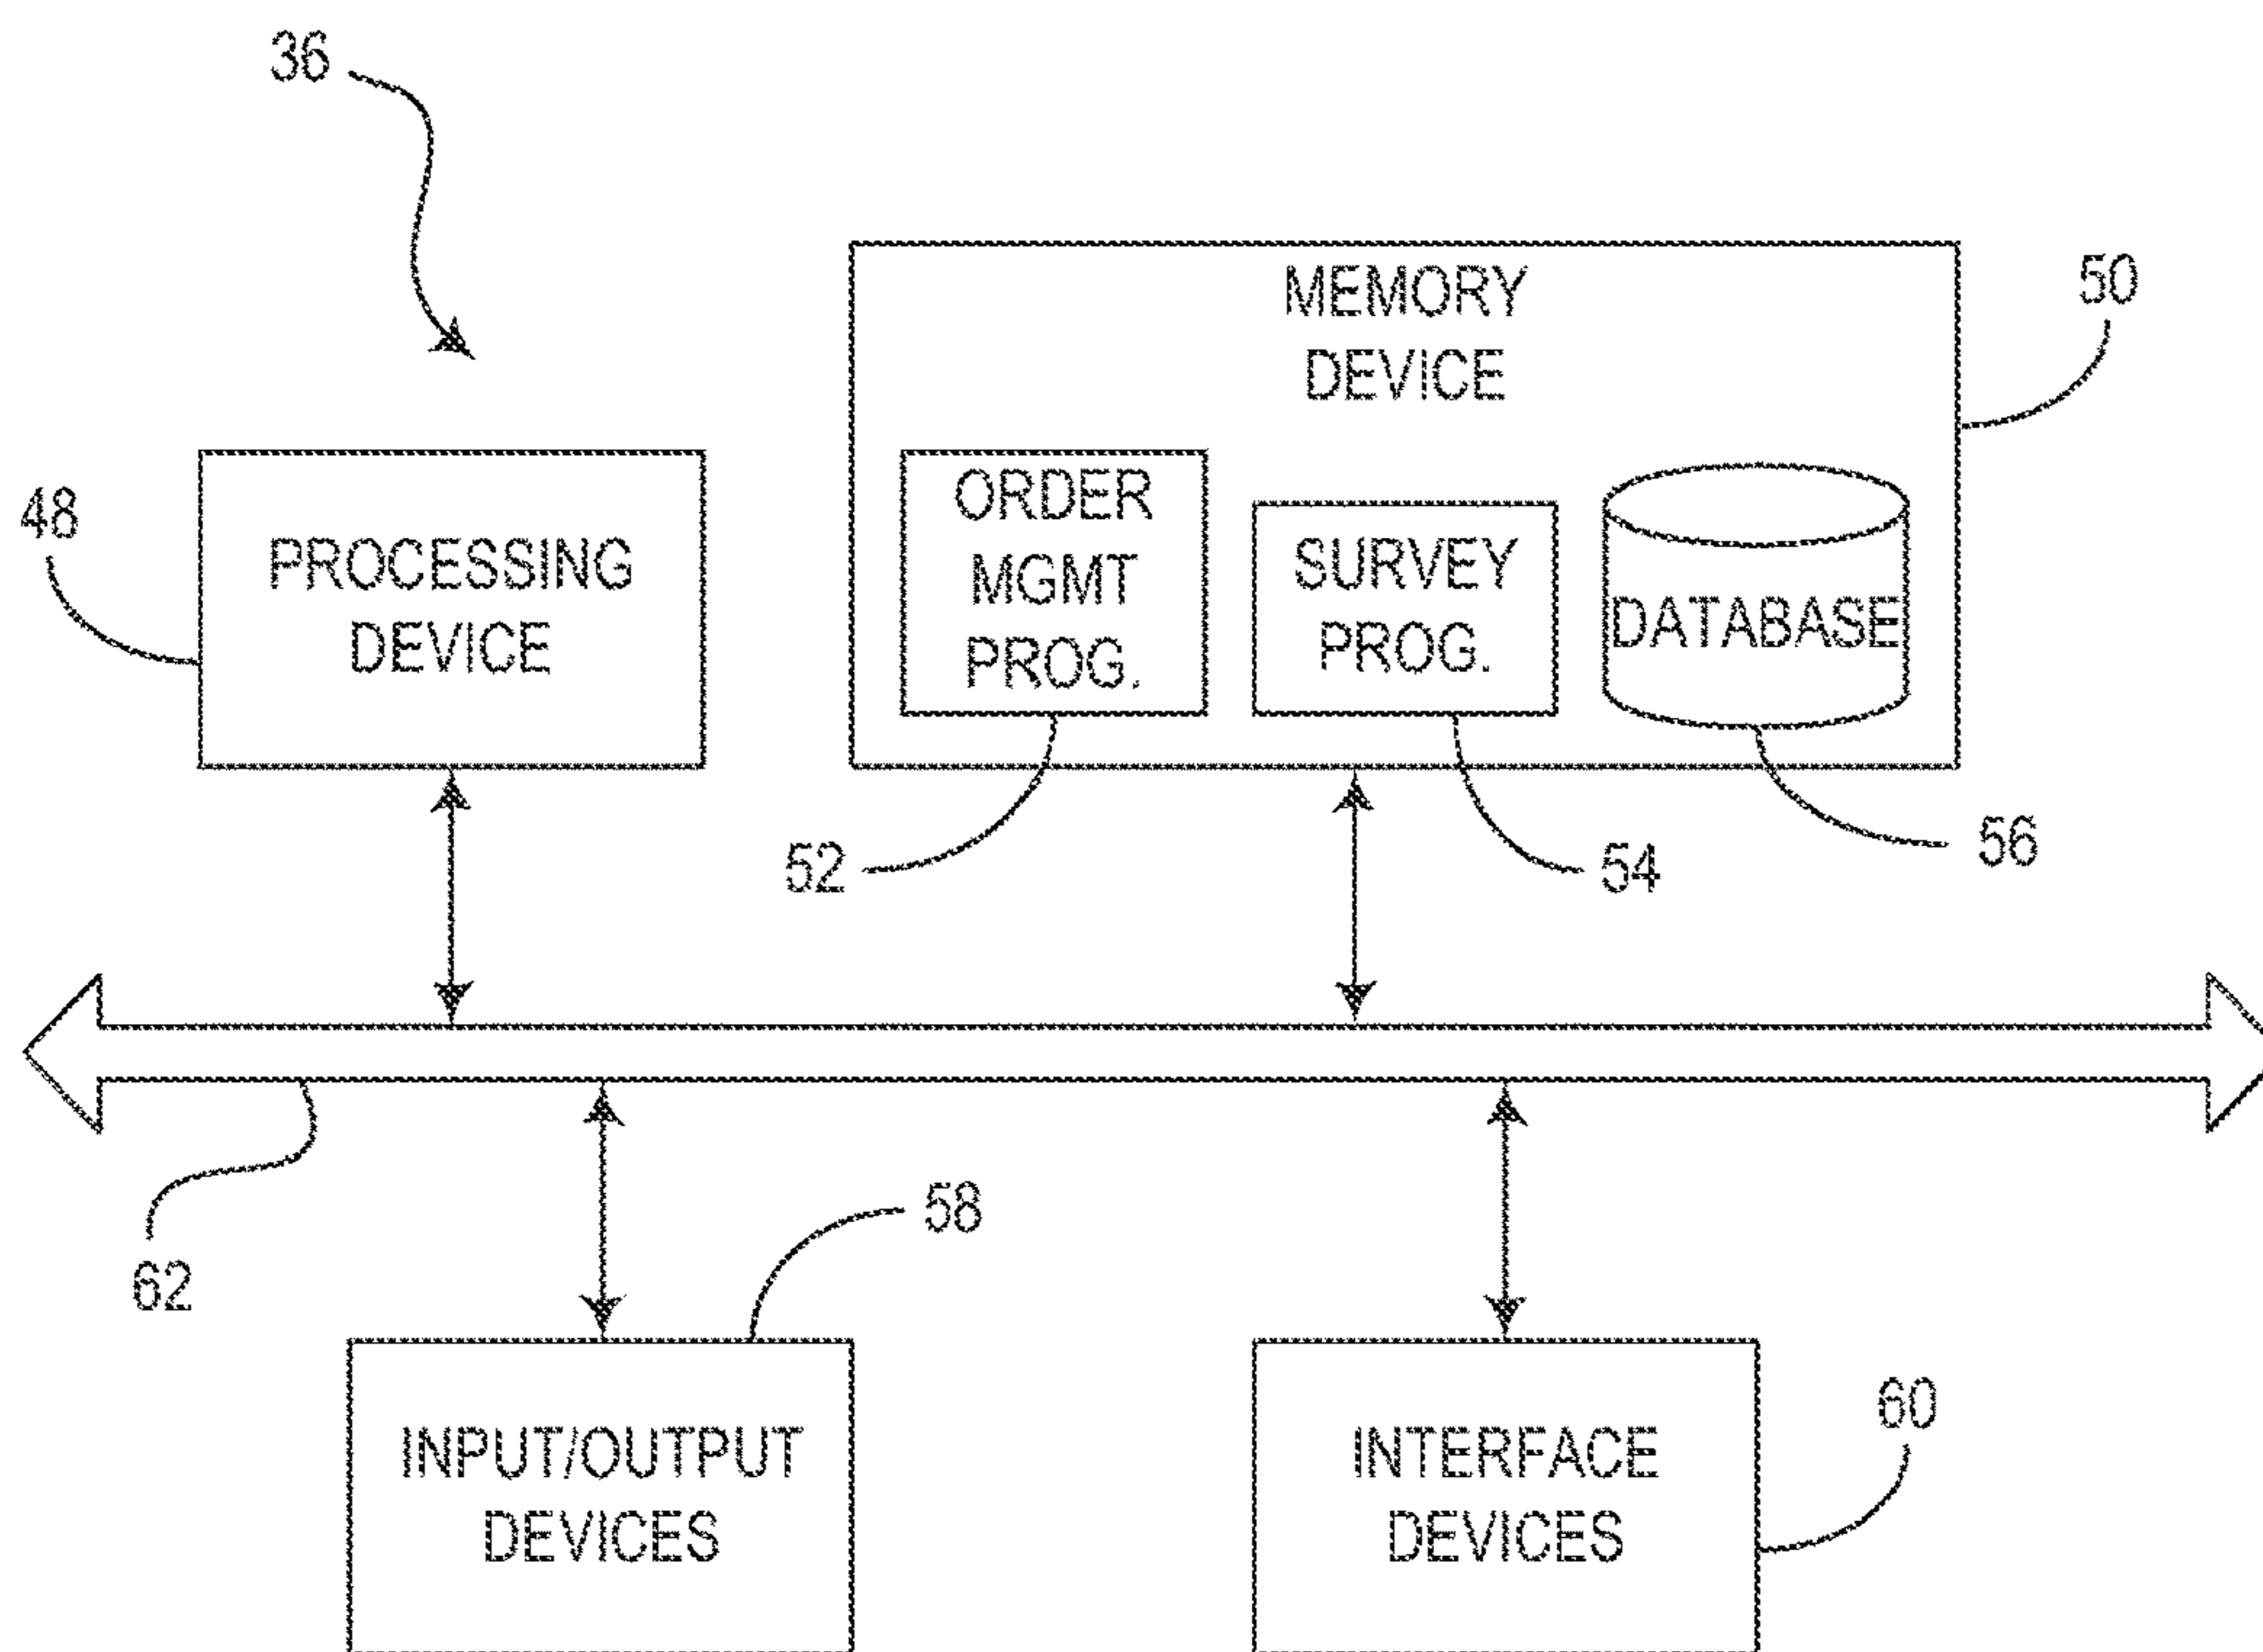 36
MEMORY
DEVICE
50
48
PROCESSING
DEVICE
ORDER
MGMT
PROG.
SURVEY
PROG.
DATABASE
52
54
56
62
58
INPUT/OUTPUT
DEVICES
INTERFACE
DEVICES
60